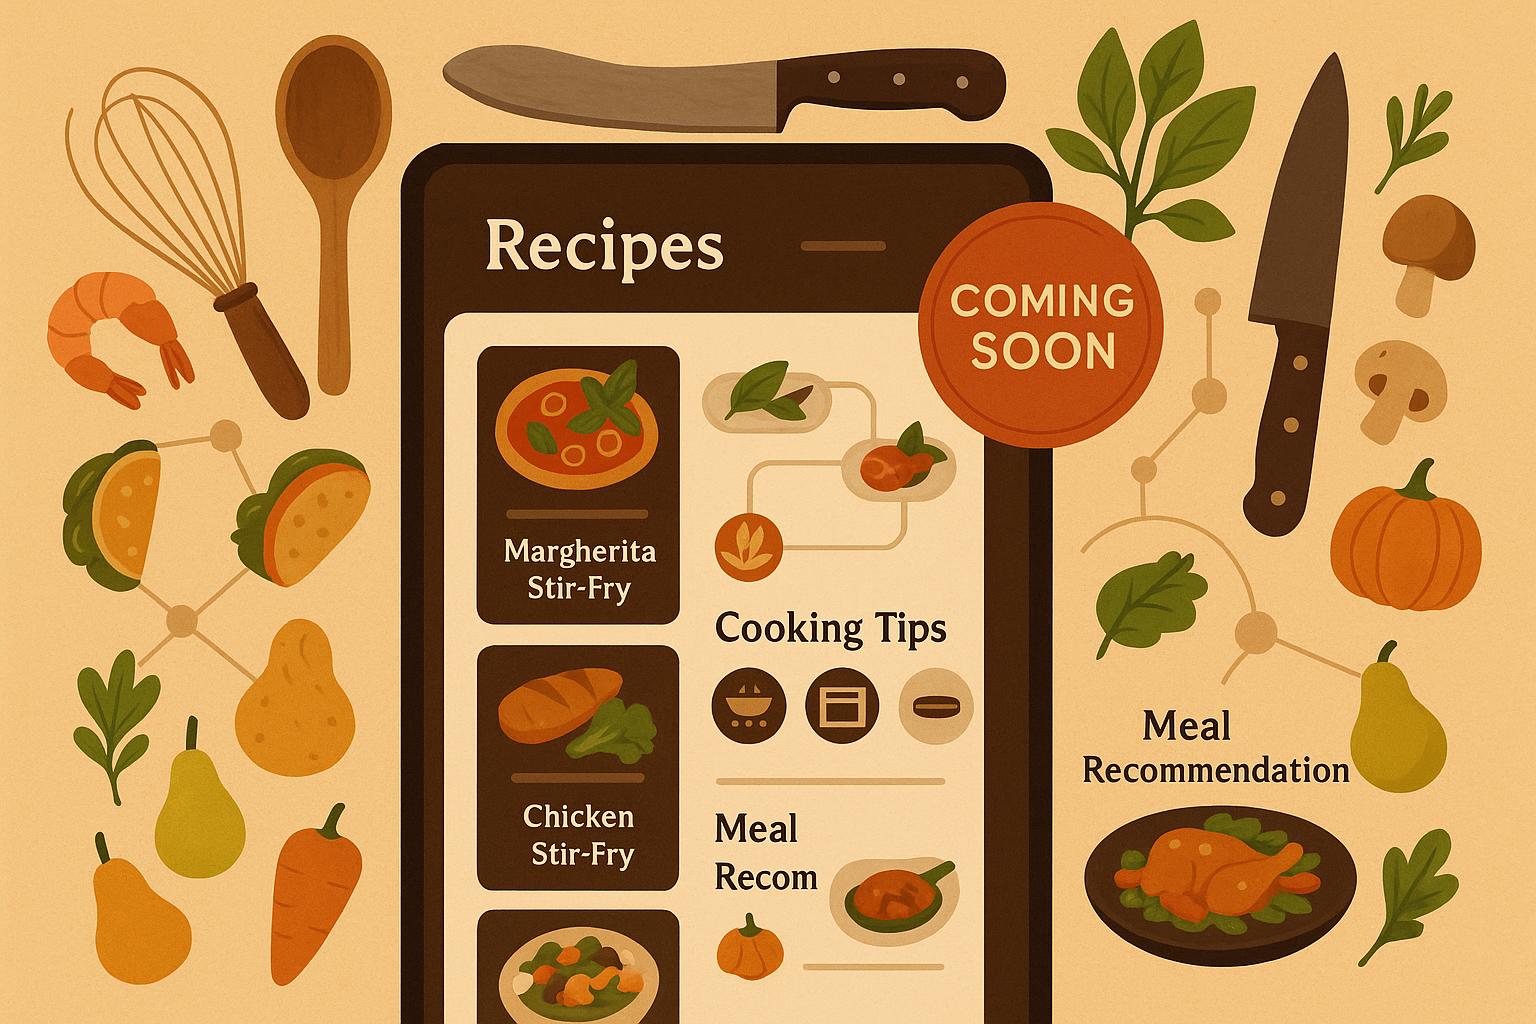 Recipes
COMING
SOON
Margherita
Stir-Fry
Cooking Tips
Chicken
Stir-Fry
Meal
Recom
Meal
Recommendation